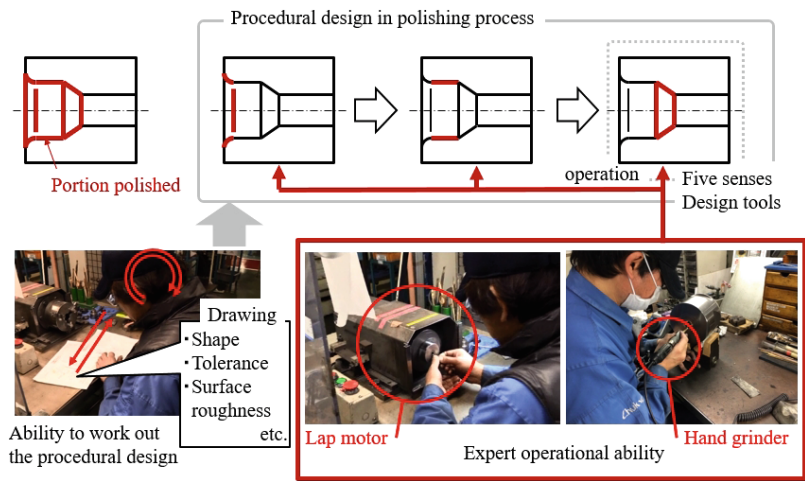 Procedural design in polishing process
Portion polished
operation
Five senses
Design tools
Drawing
・Shape
・Tolerance
・Surface
roughness
etc.
Ability to work out
the procedural design
Lap motor
Hand grinder
Expert operational ability